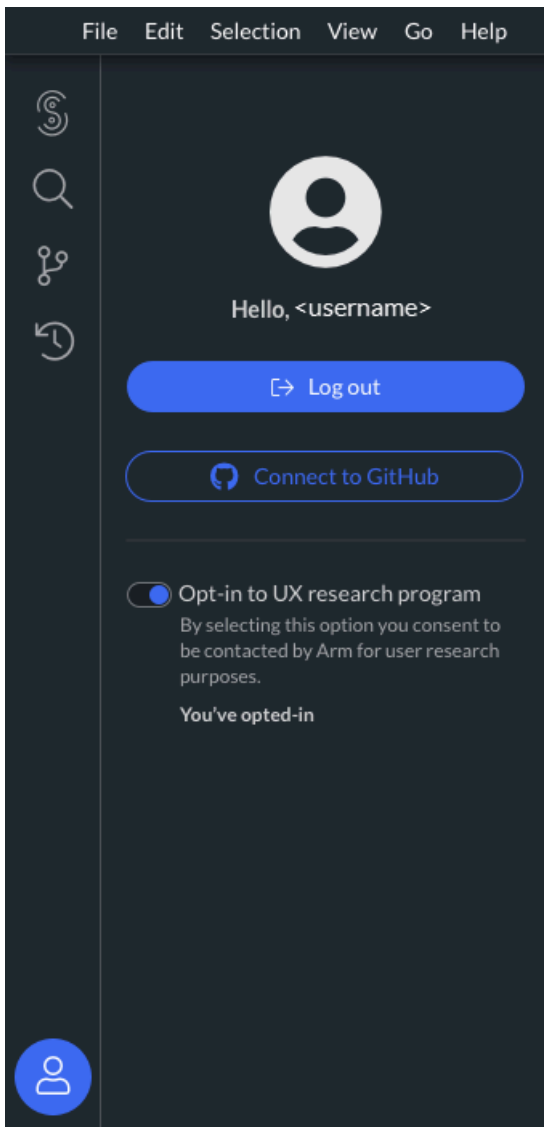 File Edit Selection View Go Help
Hello, <username>
Log out
Connect to GitHub
Opt-in to UX research program
By selecting this option you consent to
be contacted by Arm for user research
purposes.
You've opted-in